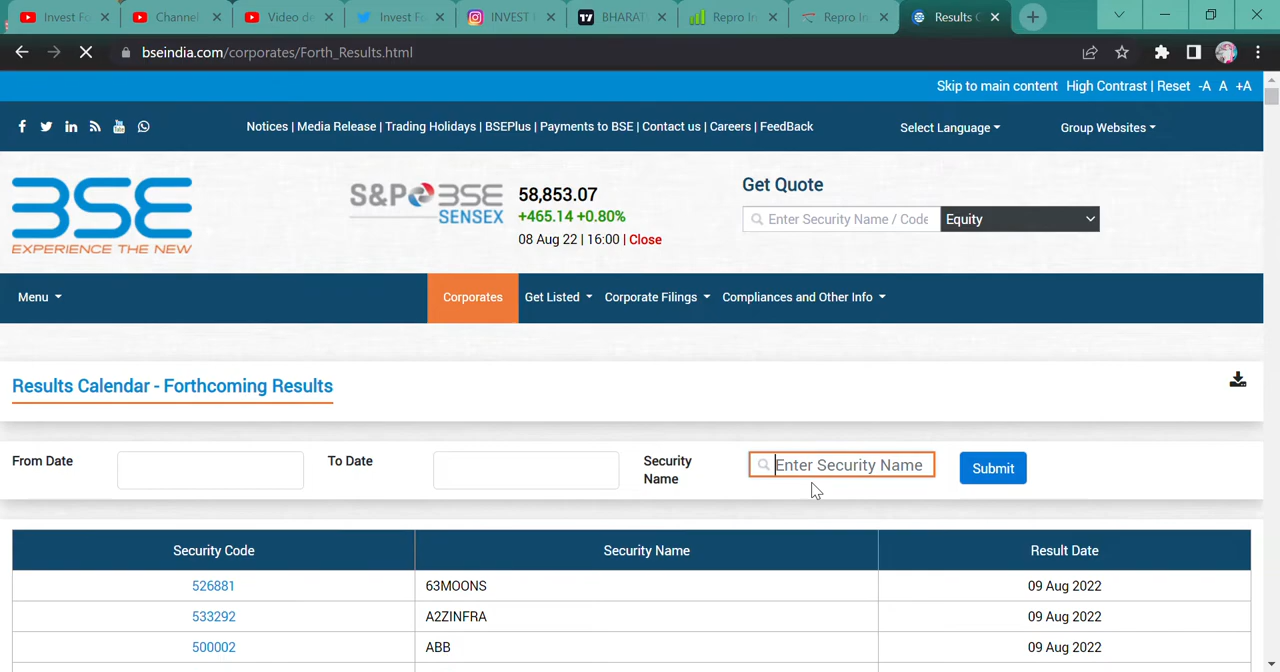 Invest Fo
Channel
Video de
Invest Fo
INVEST F
BHARAT
Repro In
Repro In
Results C
bseindia.com/corporates/Forth_Results.html
Skip to main content High Contrast | Reset -A A +A
Notices | Media Release | Trading Holidays | BSEPlus | Payments to BSE | Contact us | Careers | FeedBack
Select Language
Group Websites
BSE
EXPERIENCE THE NEW
S&P BSE
SENSEX
58,853.07
+465.14 +0.80%
08 Aug 22 | 16:00 | Close
Get Quote
Enter Security Name / Code
Equity
Menu
Corporates
Get Listed
Corporate Filings
Compliances and Other Info
Results Calendar - Forthcoming Results
From Date
To Date
Security
Name
Enter Security Name
Submit
Security Code Security Name Result Date
526881 63MOONS 09 Aug 2022
533292 A2ZINFRA 09 Aug 2022
500002 ABB 09 Aug 2022